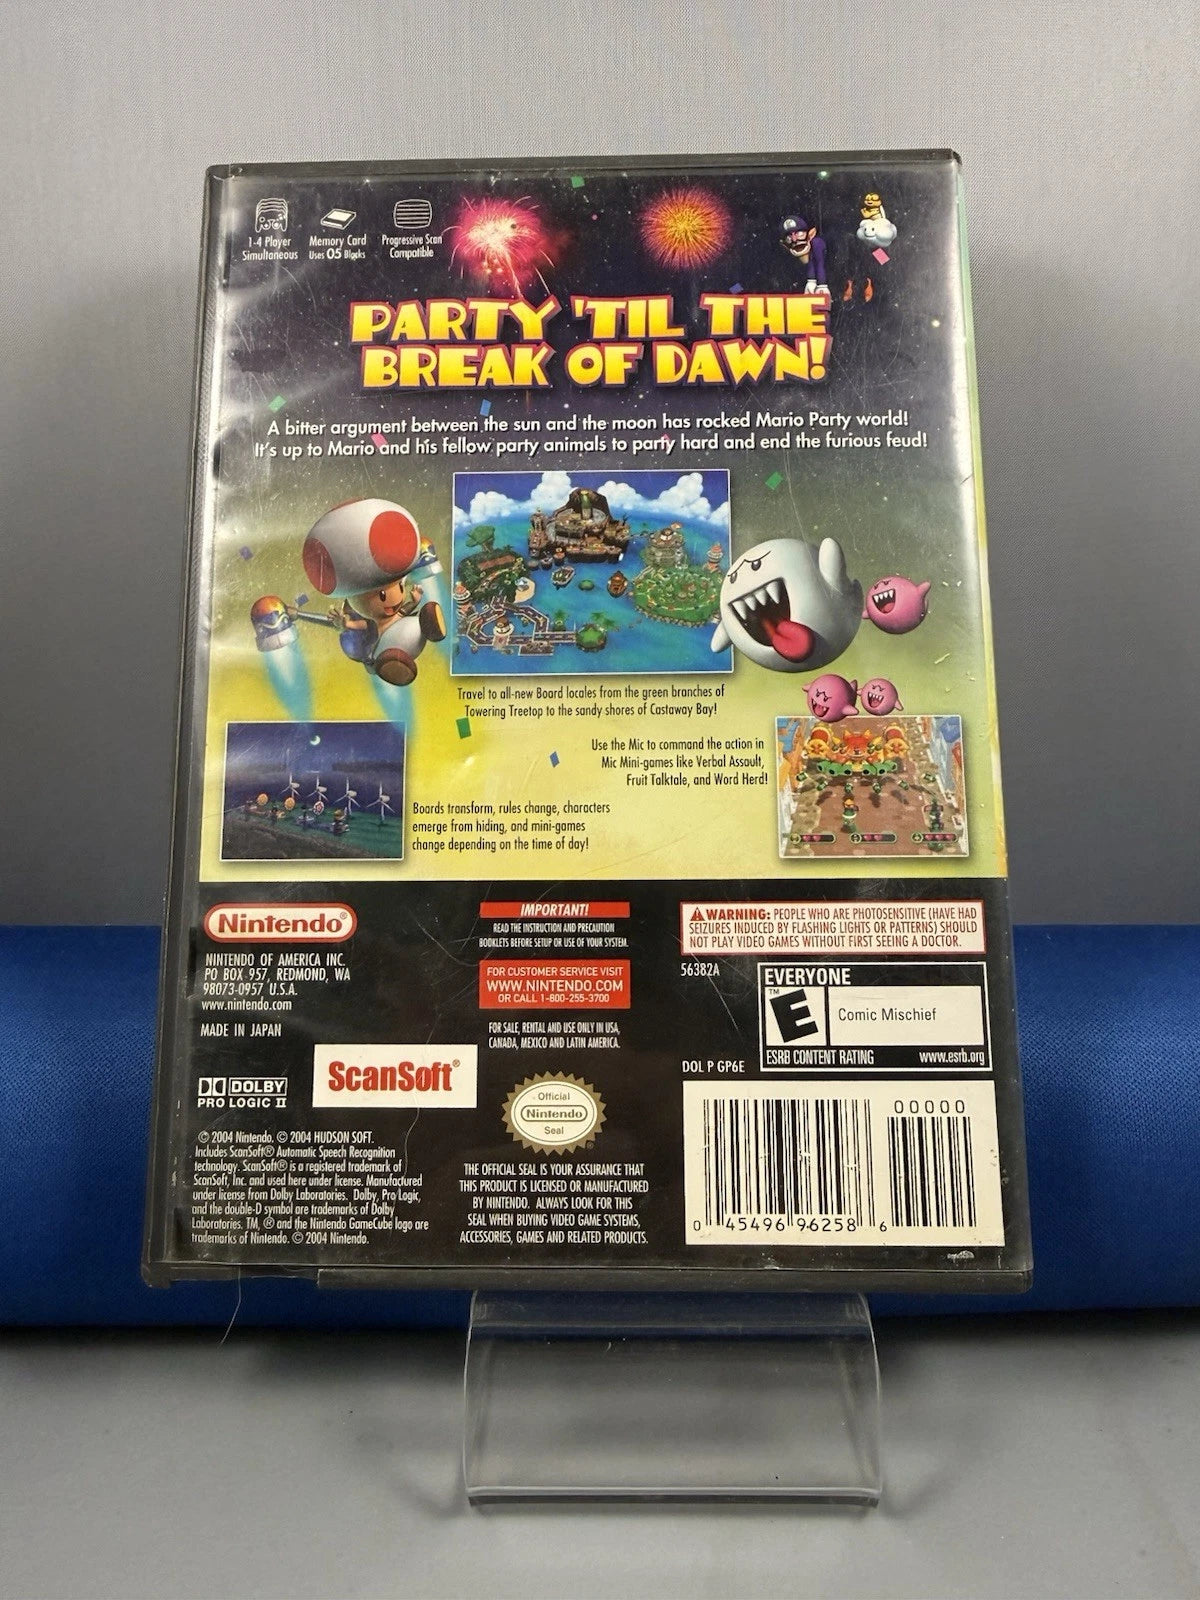 1-4 Player
Simultaneous
Memory Card
Uses 05 Blocks
Progressive Scan
Compatible
PARTY 'TIL THE
BREAK OF DAWN!
A bitter argument between the sun and the moon has rocked Mario Party world!
It's up to Mario and his fellow party animals to party hard and end the furious feud!
Travel to all-new Board locales from the green branches of
Towering Treetop to the sandy shores of Castaway Bay!
Use the Mic to command the action in
Mic Mini-games like Verbal Assault,
Fruit Talktale, and Word Herd!
Boards transform, rules change, characters
emerge from hiding, and mini-games
change depending on the time of day!
Nintendo®
NINTENDO OF AMERICA INC.
PO BOX 957, REDMOND, WA
98073-0957 U.S.A.
www.nintendo.com
MADE IN JAPAN
DOLBY
PRO LOGIC II
ScanSoft®
© 2004 Nintendo. © 2004 HUDSON SOFT.
Includes ScanSoft® Automatic Speech Recognition
technology. ScanSoft® is a registered trademark of
ScanSoft, Inc. and used here under license. Manufactured
under license from Dolby Laboratories. Dolby, Pro Logic,
and the double-D symbol are trademarks of Dolby
Laboratories. TM, ® and the Nintendo GameCube logo are
trademarks of Nintendo. © 2004 Nintendo.
IMPORTANT!
READ THE INSTRUCTION AND PRECAUTION
BOOKLETS BEFORE SETUP OR USE OF YOUR SYSTEM.
FOR CUSTOMER SERVICE VISIT
WWW.NINTENDO.COM
OR CALL 1-800-255-3700
FOR SALE, RENTAL AND USE ONLY IN USA,
CANADA, MEXICO AND LATIN AMERICA.
Official
Nintendo
Seal
THE OFFICIAL SEAL IS YOUR ASSURANCE THAT
THIS PRODUCT IS LICENSED OR MANUFACTURED
BY NINTENDO. ALWAYS LOOK FOR THIS
SEAL WHEN BUYING VIDEO GAME SYSTEMS,
ACCESSORIES, GAMES AND RELATED PRODUCTS.
WARNING: PEOPLE WHO ARE PHOTOSENSITIVE (HAVE HAD
SEIZURES INDUCED BY FLASHING LIGHTS OR PATTERNS) SHOULD
NOT PLAY VIDEO GAMES WITHOUT FIRST SEEING A DOCTOR.
56382A
EVERYONE
E™
Comic Mischief
ESRB CONTENT RATING www.esrb.org
DOL P GP6E
00000
0 45496 96258 6